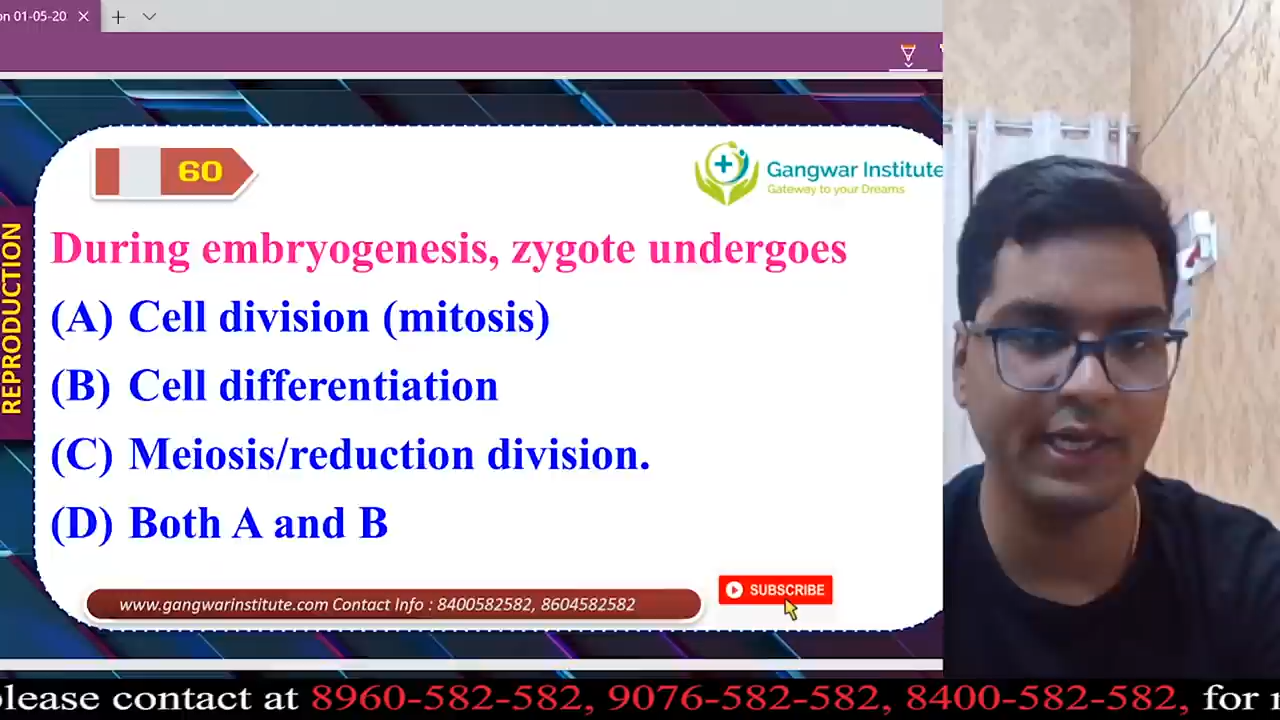 on 01-05-20
60
Gangwar Institute
Gateway to your Dreams
REPRODUCTION
During embryogenesis, zygote undergoes
(A) Cell division (mitosis)
(B) Cell differentiation
(C) Meiosis/reduction division.
(D) Both A and B
www.gangwarinstitute.com Contact Info : 8400582582, 8604582582
SUBSCRIBE
please contact at 8960-582-582, 9076-582-582, 8400-582-582, for